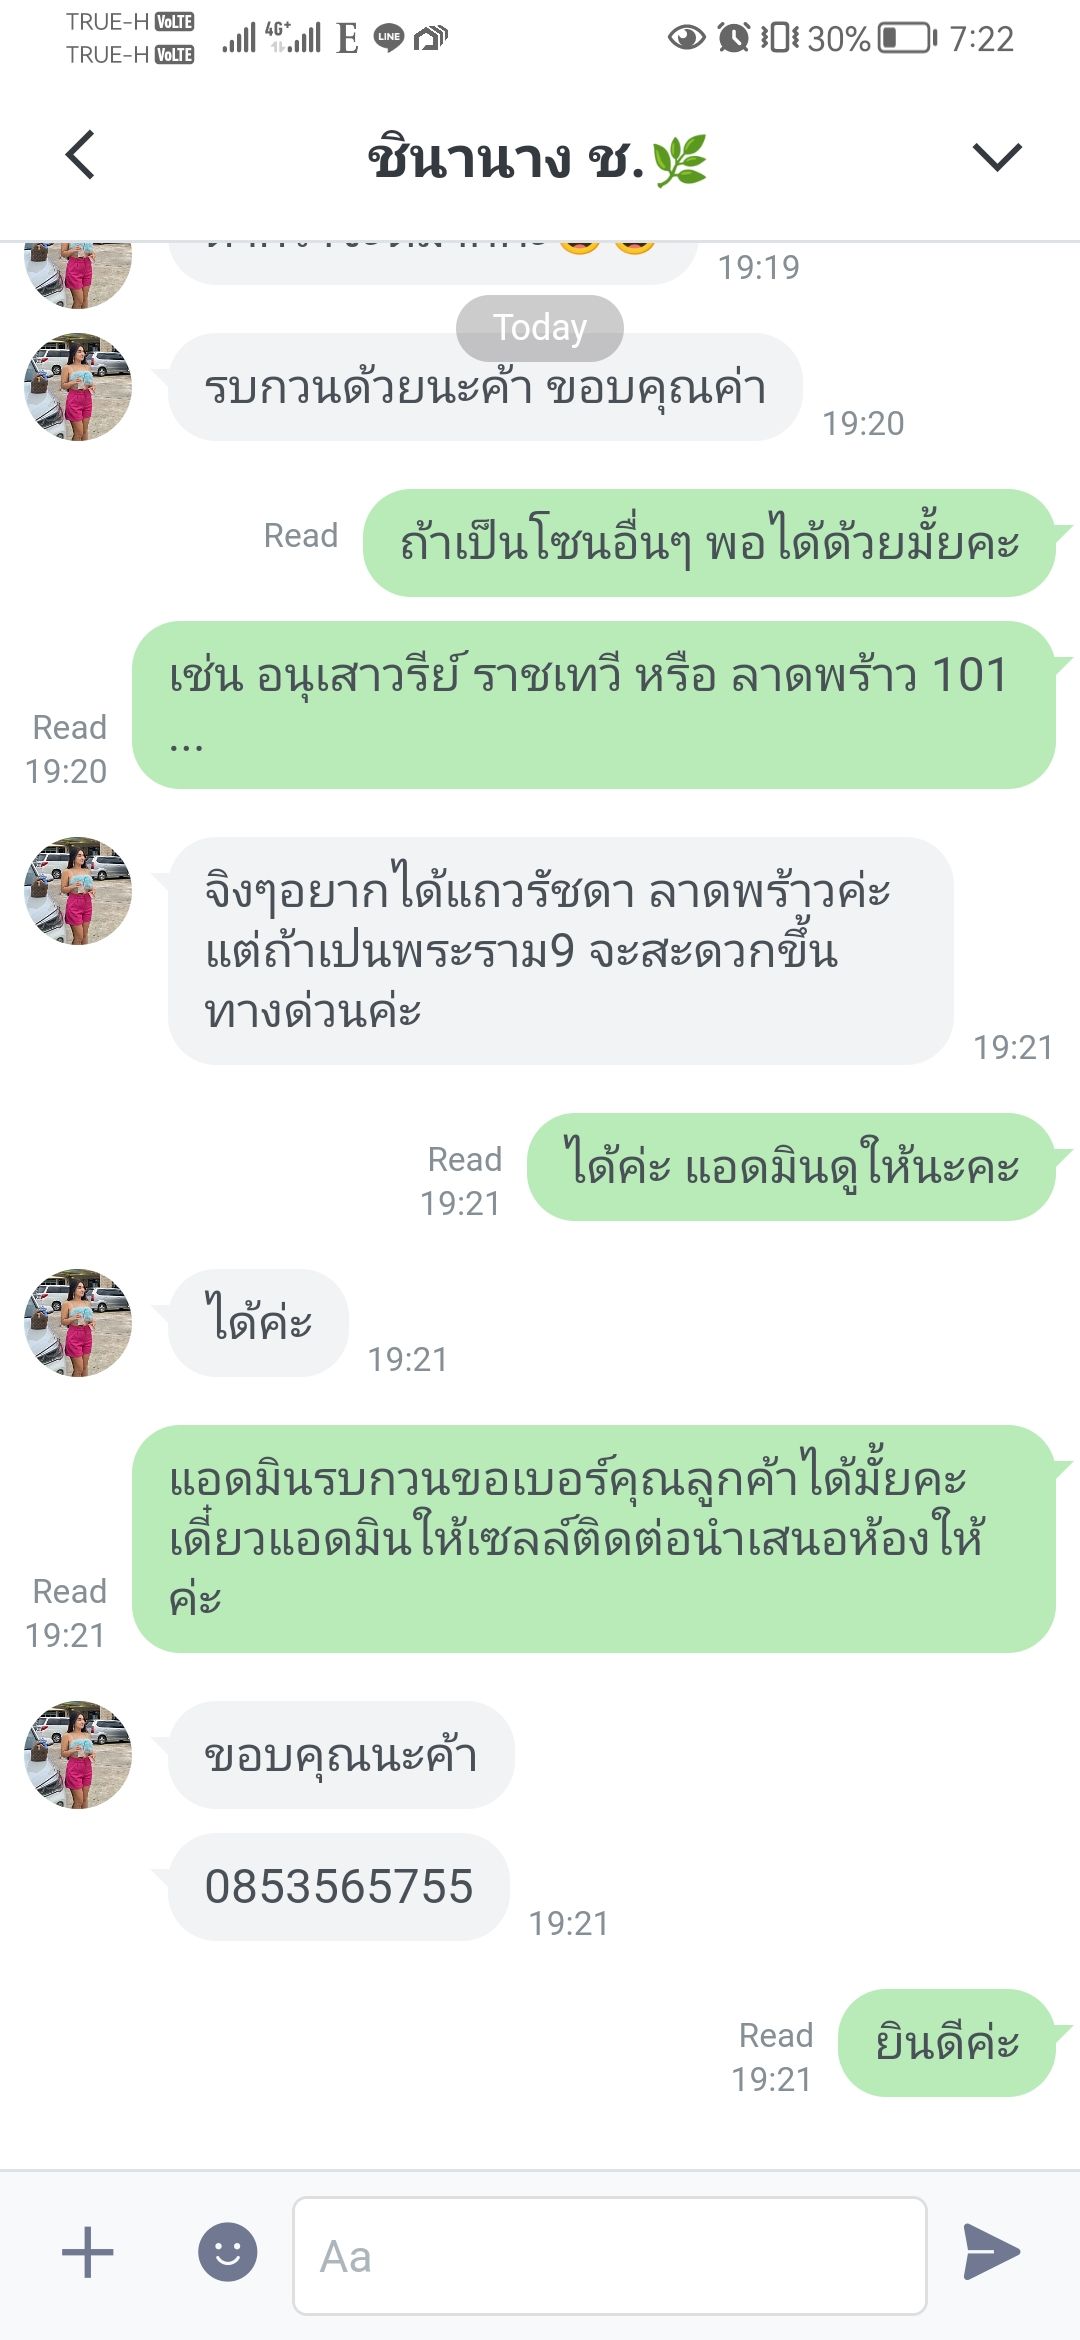 TRUE-H VoLTE
TRUE-H VoLTE
4G+
E
LINE
30%
7:22
ชินานาง ช.🌿
19:19
Today
รบกวนด้วยนะค้า ขอบคุณค่า
19:20
Read
ถ้าเป็นโซนอื่นๆ พอได้ด้วยมั้ยคะ
เช่น อนุเสาวรีย์ ราชเทวี หรือ ลาดพร้าว 101
...
Read
19:20
จิงๆอยากได้แถวรัชดา ลาดพร้าวค่ะ
แต่ถ้าเปนพระราม9 จะสะดวกขึ้น
ทางด่วนค่ะ
19:21
Read
19:21
ได้ค่ะ แอดมินดูให้นะคะ
ได้ค่ะ
19:21
แอดมินรบกวนขอเบอร์คุณลูกค้าได้มั้ยคะ
เดี๋ยวแอดมินให้เซลล์ติดต่อนำเสนอห้องให้
ค่ะ
Read
19:21
ขอบคุณนะค้า
0853565755
19:21
Read
19:21
ยินดีค่ะ
Aa